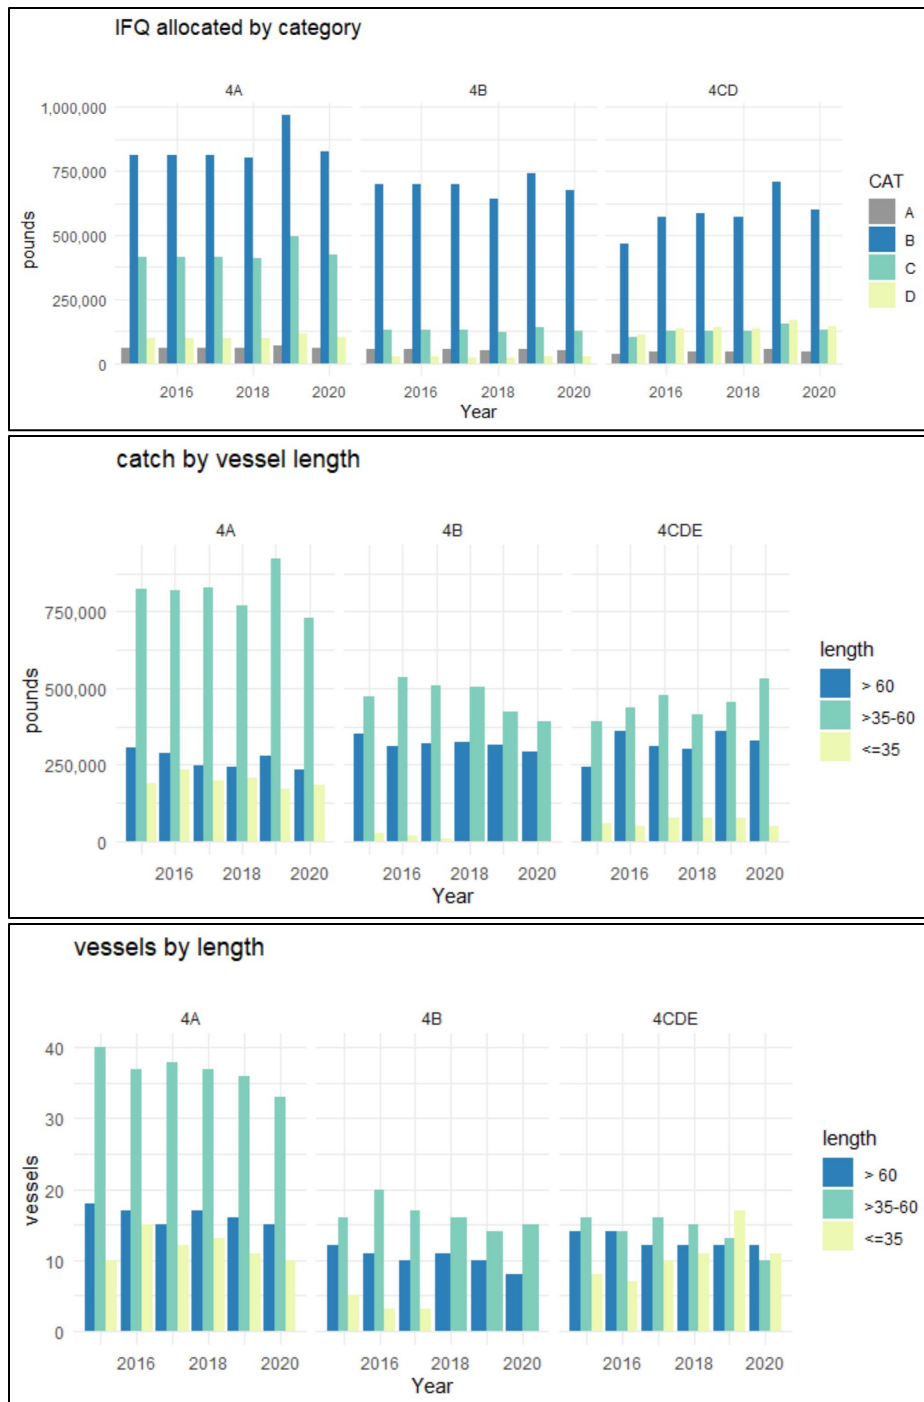 IFQ allocated by category
4A 4B 4CD
1,000,000
750,000
500,000
250,000
0
pounds
2016 2018 2020 2016 2018 2020 2016 2018 2020
Year
CAT
A
B
C
D
catch by vessel length
4A 4B 4CDE
750,000
500,000
250,000
0
pounds
2016 2018 2020 2016 2018 2020 2016 2018 2020
Year
length
> 60
>35-60
<=35
vessels by length
4A 4B 4CDE
40
30
20
10
0
vessels
2016 2018 2020 2016 2018 2020 2016 2018 2020
Year
length
> 60
>35-60
<=35